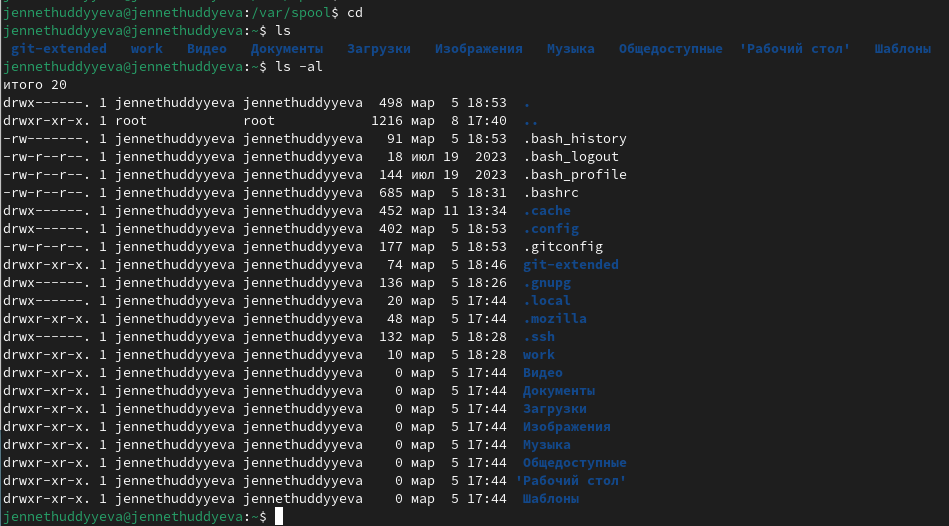 jennethuddyyeva@jennethuddyeva:/var/spool$ cd
jennethuddyyeva@jennethuddyeva:~$ ls
git-extended work Видео Документы Загрузки Изображения Музыка Общедоступные 'Рабочий стол' Шаблоны
jennethuddyyeva@jennethuddyeva:~$ ls -al
итого 20
drwx------. 1 jennethuddyyeva jennethuddyyeva 498 мар 5 18:53 .
drwxr-xr-x. 1 root root 1216 мар 8 17:40 ..
-rw-------. 1 jennethuddyyeva jennethuddyyeva 91 мар 5 18:53 .bash_history
-rw-r--r--. 1 jennethuddyyeva jennethuddyyeva 18 июл 19 2023 .bash_logout
-rw-r--r--. 1 jennethuddyyeva jennethuddyyeva 144 июл 19 2023 .bash_profile
-rw-r--r--. 1 jennethuddyyeva jennethuddyyeva 685 мар 5 18:31 .bashrc
drwx------. 1 jennethuddyyeva jennethuddyyeva 452 мар 11 13:34 .cache
drwx------. 1 jennethuddyyeva jennethuddyyeva 402 мар 5 18:53 .config
-rw-r--r--. 1 jennethuddyyeva jennethuddyyeva 177 мар 5 18:53 .gitconfig
drwxr-xr-x. 1 jennethuddyyeva jennethuddyyeva 74 мар 5 18:46 git-extended
drwx------. 1 jennethuddyyeva jennethuddyyeva 136 мар 5 18:26 .gnupg
drwx------. 1 jennethuddyyeva jennethuddyyeva 20 мар 5 17:44 .local
drwxr-xr-x. 1 jennethuddyyeva jennethuddyyeva 48 мар 5 17:44 .mozilla
drwx------. 1 jennethuddyyeva jennethuddyyeva 132 мар 5 18:28 .ssh
drwxr-xr-x. 1 jennethuddyyeva jennethuddyyeva 10 мар 5 18:28 work
drwxr-xr-x. 1 jennethuddyyeva jennethuddyyeva 0 мар 5 17:44 Видео
drwxr-xr-x. 1 jennethuddyyeva jennethuddyyeva 0 мар 5 17:44 Документы
drwxr-xr-x. 1 jennethuddyyeva jennethuddyyeva 0 мар 5 17:44 Загрузки
drwxr-xr-x. 1 jennethuddyyeva jennethuddyyeva 0 мар 5 17:44 Изображения
drwxr-xr-x. 1 jennethuddyyeva jennethuddyyeva 0 мар 5 17:44 Музыка
drwxr-xr-x. 1 jennethuddyyeva jennethuddyyeva 0 мар 5 17:44 Общедоступные
drwxr-xr-x. 1 jennethuddyyeva jennethuddyyeva 0 мар 5 17:44 'Рабочий стол'
drwxr-xr-x. 1 jennethuddyyeva jennethuddyyeva 0 мар 5 17:44 Шаблоны
jennethuddyyeva@jennethuddyeva:~$